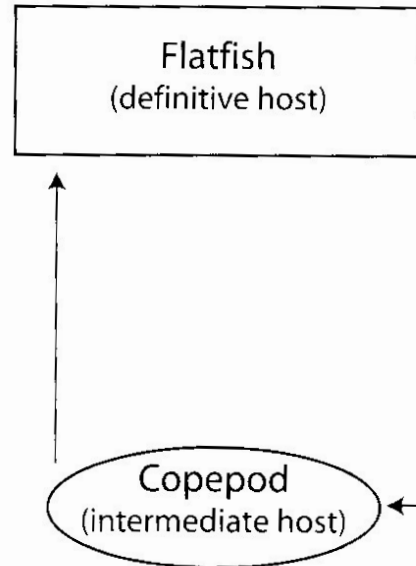 Flatfish
(definitive host)
Copepod
(intermediate host)